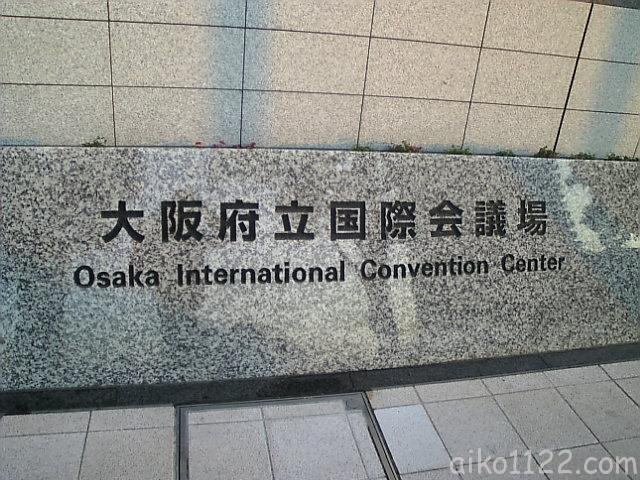 大阪府立国際会議場
Osaka International Convention Center
aiko1122.com